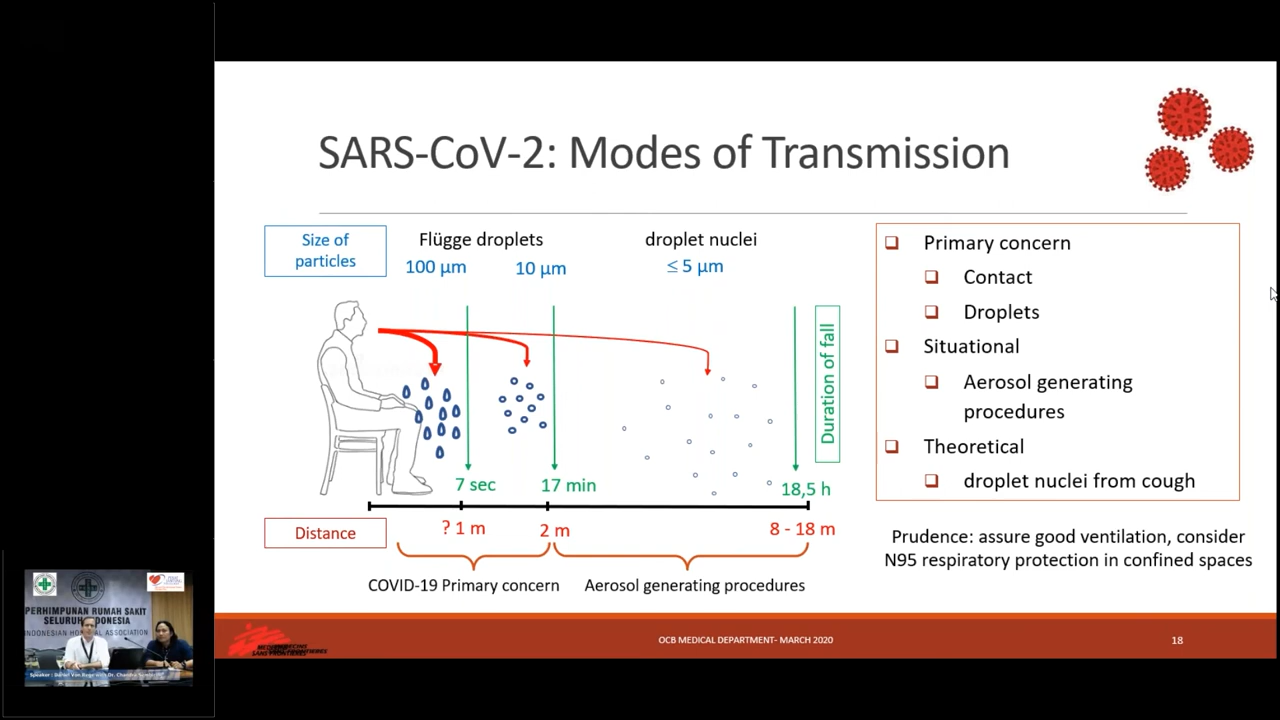 SARS-CoV-2: Modes of Transmission
Size of
particles
Flügge droplets
droplet nuclei
100 µm
10 µm
≤ 5 µm
Duration of fall
7 sec
17 min
18,5 h
Distance
? 1 m
2 m
8 - 18 m
COVID-19 Primary concern
Aerosol generating procedures
Primary concern
Contact
Droplets
Situational
Aerosol generating
procedures
Theoretical
droplet nuclei from cough
Prudence: assure good ventilation, consider
N95 respiratory protection in confined spaces
OCB MEDICAL DEPARTMENT- MARCH 2020
18
PERHIMPUNAN RUMAH SAKIT
SELURUH INDONESIA
INDONESIAN HOSPITAL ASSOCIATION